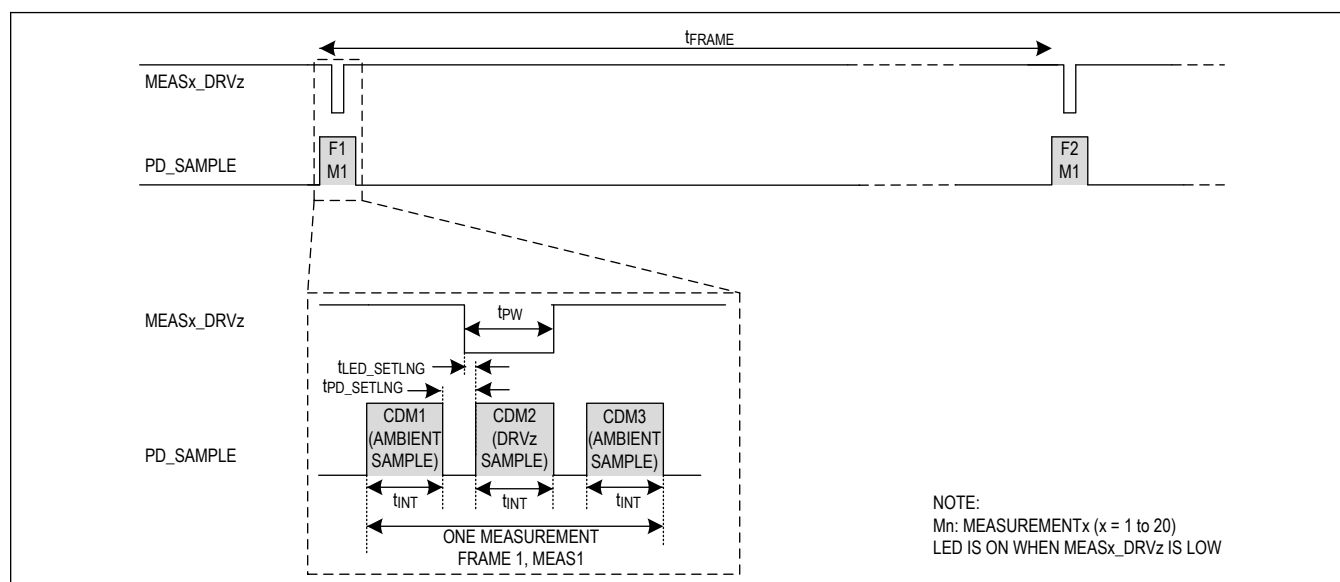 tFRAME
MEASx_DRVz
F1
M1
F2
M1
PD_SAMPLE
MEASx_DRVz
tPW
tLED_SETLNG
tPD_SETLNG
CDM1
(AMBIENT
SAMPLE)
CDM2
(DRVz
SAMPLE)
CDM3
(AMBIENT
SAMPLE)
PD_SAMPLE
tINT
tINT
tINT
ONE MEASUREMENT
FRAME 1, MEAS1
NOTE:
Mn: MEASUREMENTx (x = 1 to 20)
LED IS ON WHEN MEASx_DRVz IS LOW